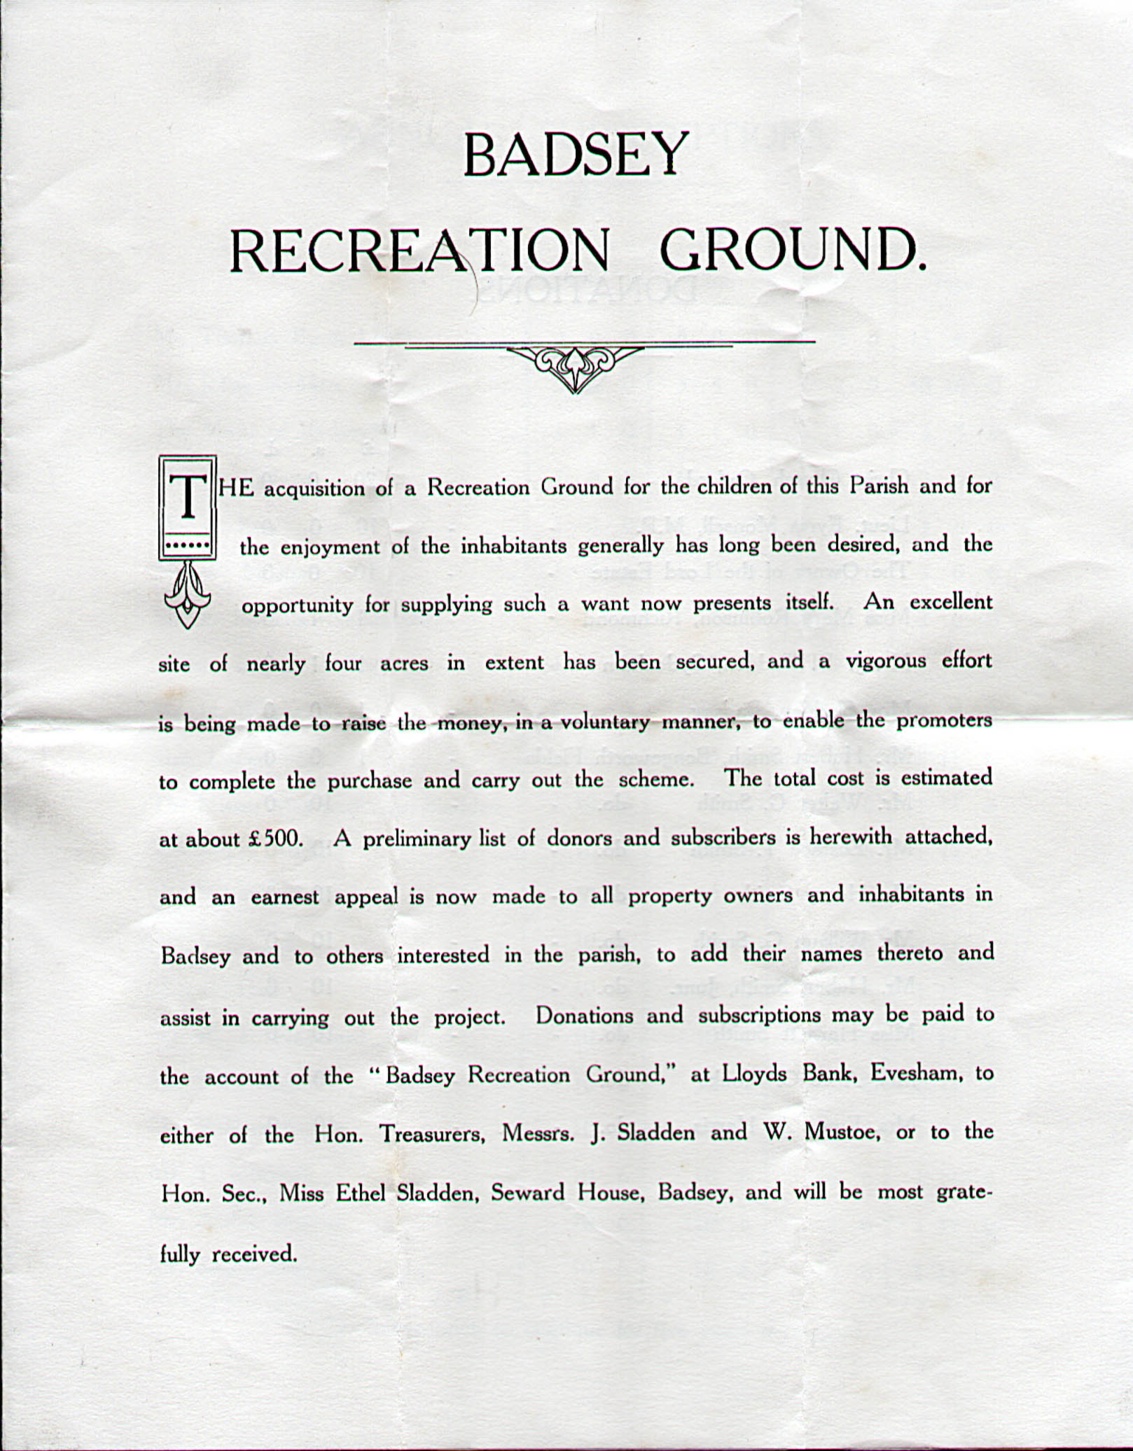 BADSEY
RECREATION GROUND.
THE acquisition of a Recreation Ground for the children of this Parish and for
the enjoyment of the inhabitants generally has long been desired, and the
opportunity for supplying such a want now presents itself. An excellent
site of nearly four acres in extent has been secured, and a vigorous effort
is being made to raise the money, in a voluntary manner, to enable the promoters
to complete the purchase and carry out the scheme. The total cost is estimated
at about £500. A preliminary list of donors and subscribers is herewith attached,
and an earnest appeal is now made to all property owners and inhabitants in
Badsey and to others interested in the parish, to add their names thereto and
assist in carrying out the project. Donations and subscriptions may be paid to
the account of the “Badsey Recreation Ground,” at Lloyds Bank, Evesham, to
either of the Hon. Treasurers, Messrs. J. Sladden and W. Mustoe, or to the
Hon. Sec., Miss Ethel Sladden, Seward House, Badsey, and will be most grate-
fully received.